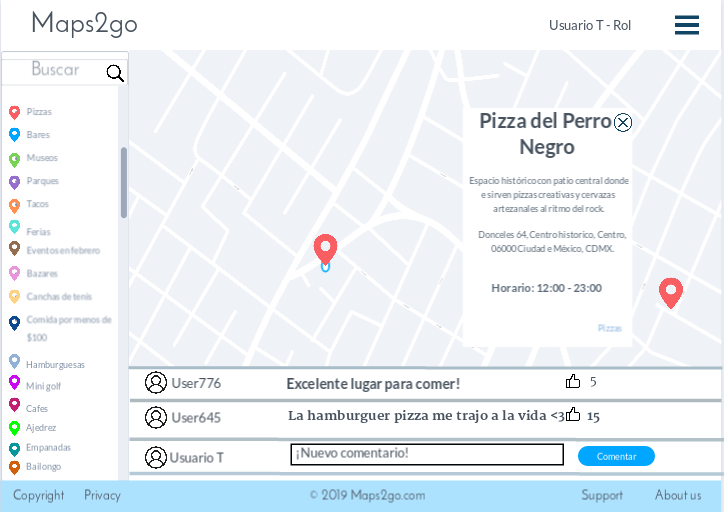 Maps2go
Usuario T - Rol
Buscar
Pizzas
Bares
Museos
Parques
Tacos
Ferias
Eventos en febrero
Bazares
Canchas de tenis
Comida por menos de
$100
Hamburguesas
Mini golf
Cafes
Ajedrez
Empanadas
Bailongo
Pizza del Perro
Negro
Espacio histórico con patio central donde
e sirven pizzas creativas y cervazas
artezanales al ritmo del rock.
Donceles 64, Centro historico, Centro,
06000 Ciudad e México, CDMX.
Horario: 12:00 - 23:00
Pizzas
User776
Excelente lugar para comer!
5
User645
La hamburguer pizza me trajo a la vida <3
15
Usuario T
¡Nuevo comentario!
Comentar
Copyright
Privacy
© 2019 Maps2go.com
Support
About us